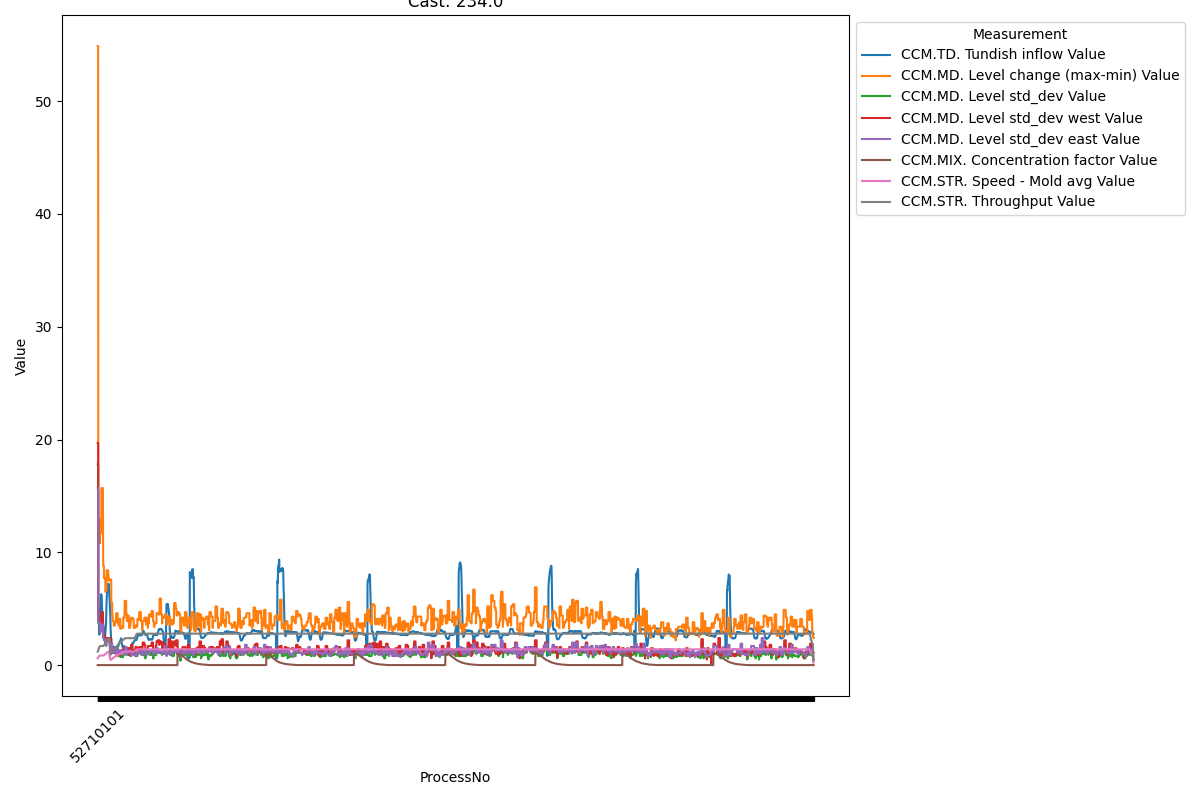 Cast: 234.0
50
40
30
20
10
0
Value
52710101
ProcessNo
Measurement
CCM.TD. Tundish inflow Value
CCM.MD. Level change (max-min) Value
CCM.MD. Level std_dev Value
CCM.MD. Level std_dev west Value
CCM.MD. Level std_dev east Value
CCM.MIX. Concentration factor Value
CCM.STR. Speed - Mold avg Value
CCM.STR. Throughput Value